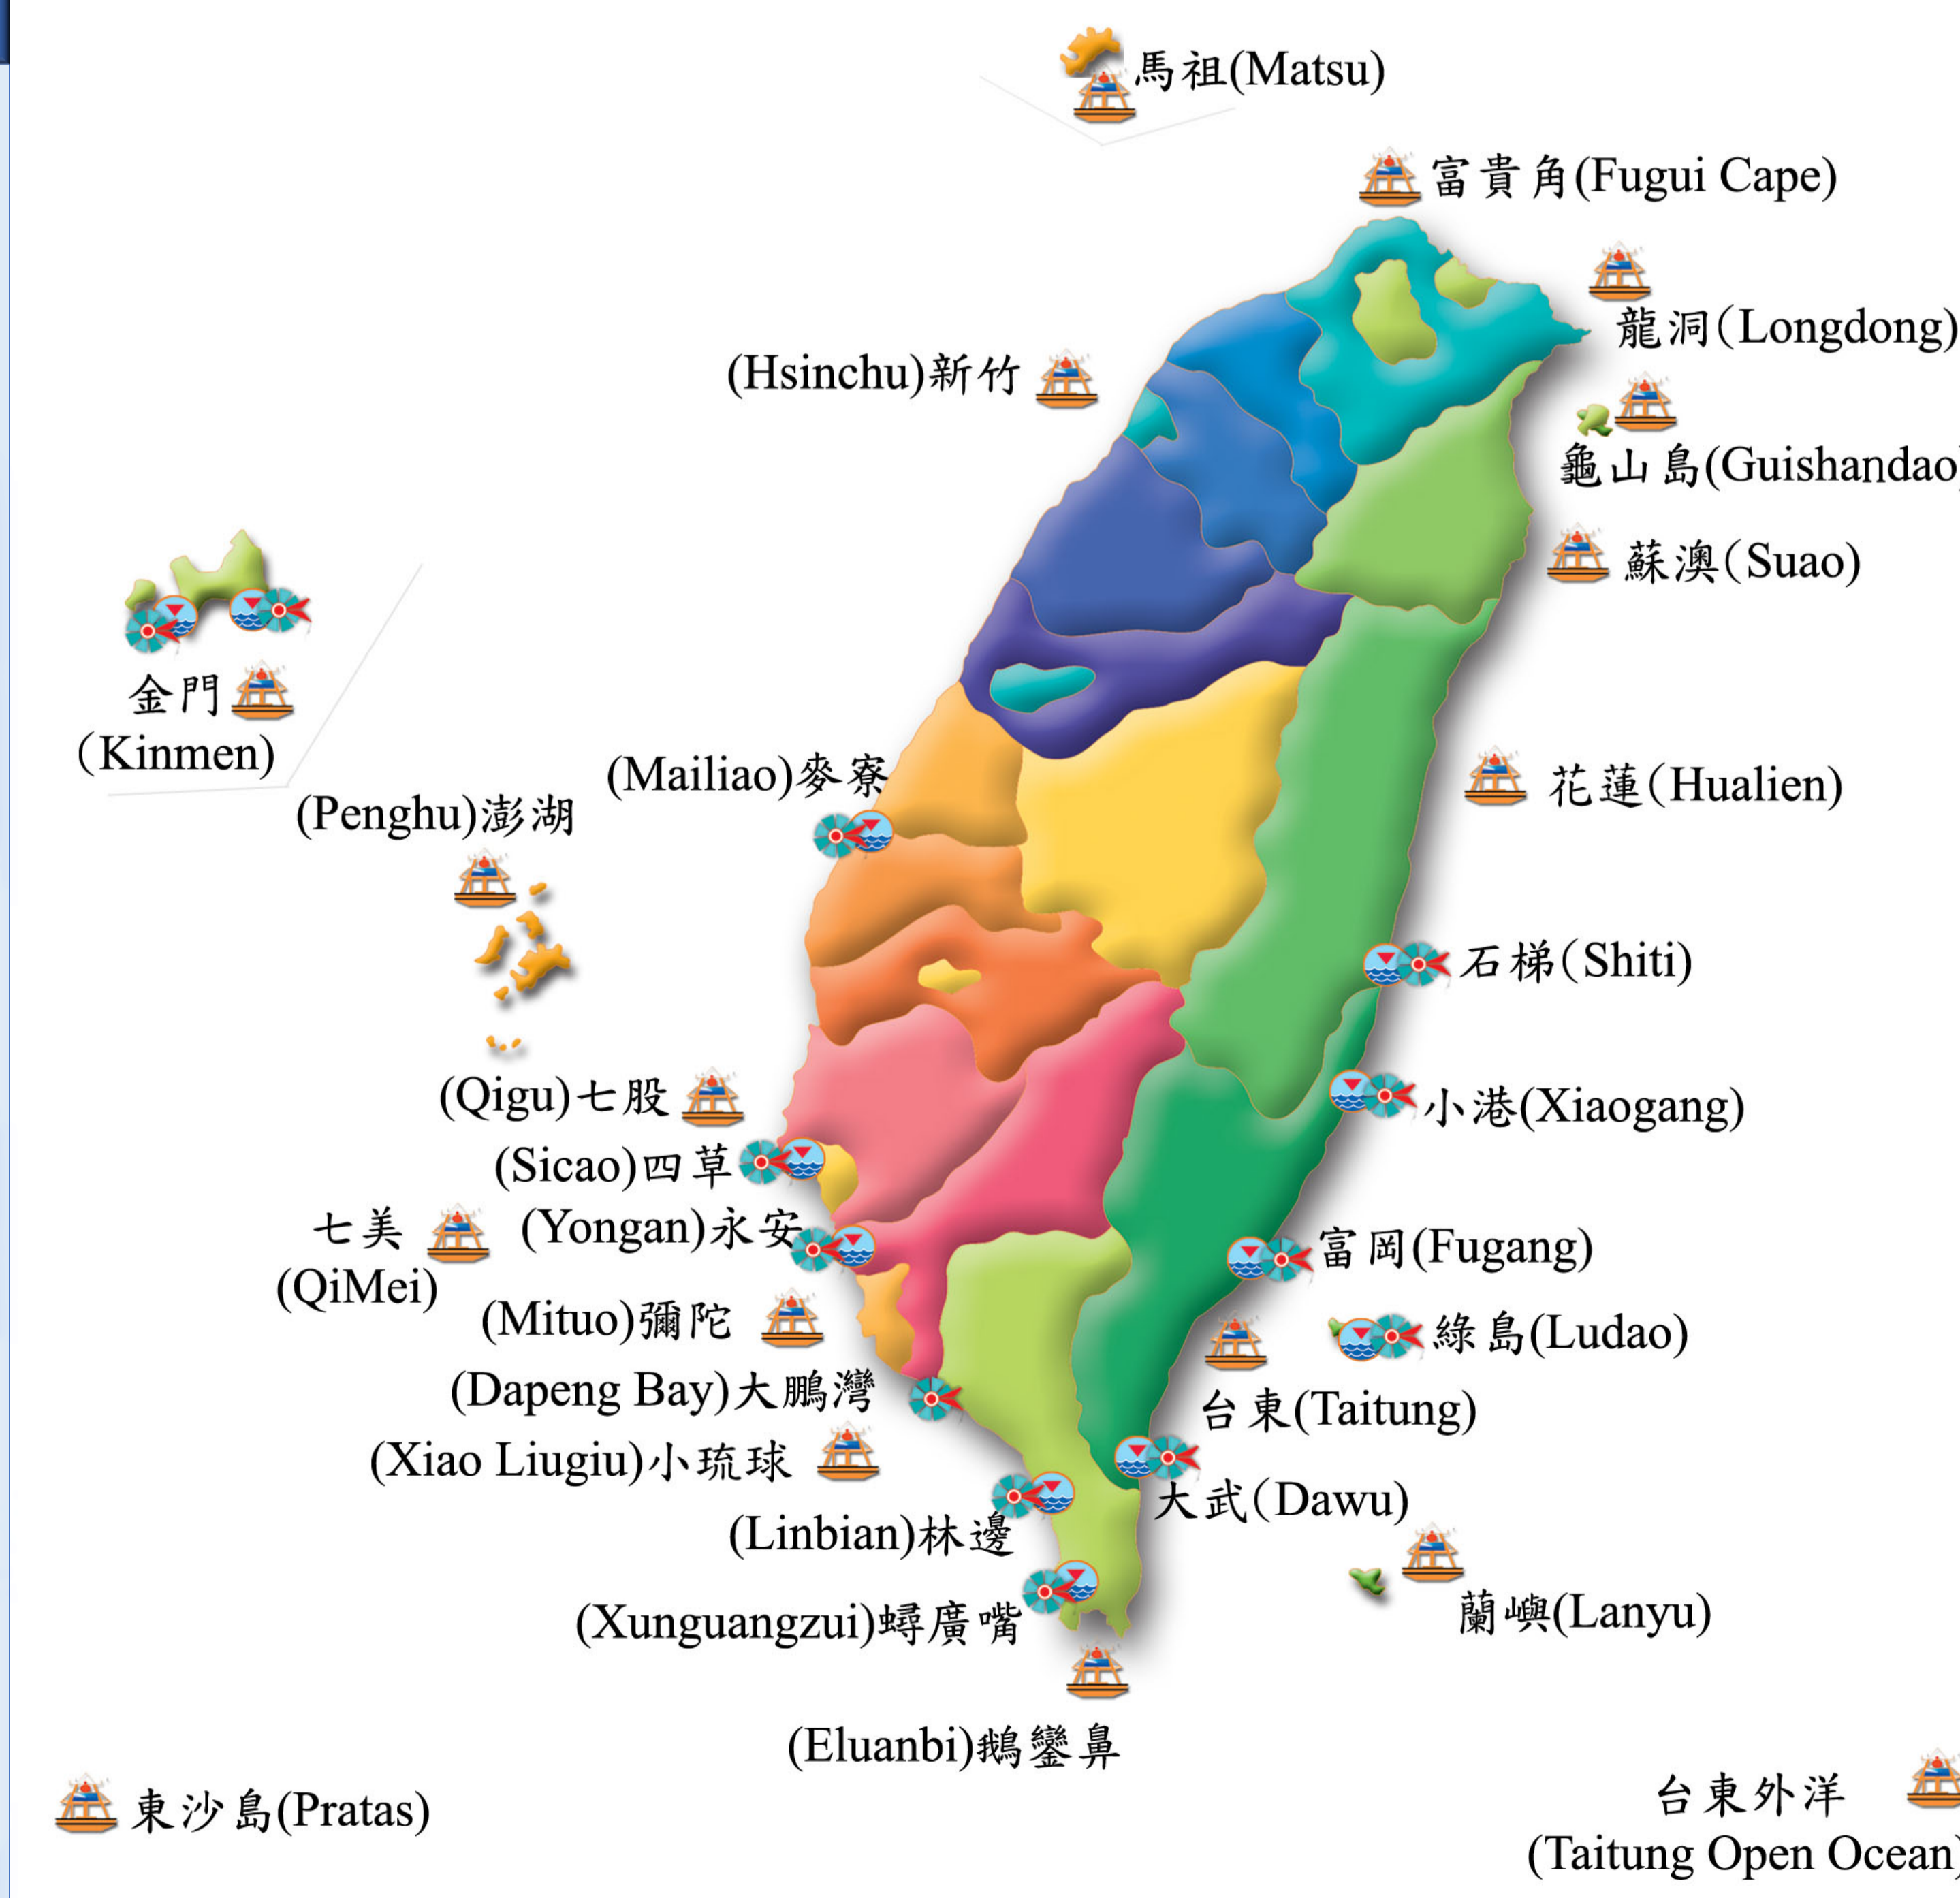 馬祖(Matsu)
富貴角(Fugui Cape)
龍洞(Longdong)
(Hsinchu)新竹
龜山島(Guishandao)
蘇澳(Suao)
金門
(Kinmen)
(Mailiao)麥寮
花蓮(Hualien)
(Penghu)澎湖
石梯(Shiti)
(Qigu)七股
小港(Xiaogang)
(Sicao)四草
七美
(QiMei)
(Yongan)永安
富岡(Fugang)
(Mituo)彌陀
綠島(Ludao)
(Dapeng Bay)大鵬灣
台東(Taitung)
(Xiao Liugiu)小琉球
大武(Dawu)
(Linbian)林邊
蘭嶼(Lanyu)
(Xunguangzui)蟳廣嘴
(Eluanbi)鵝鑾鼻
東沙島(Pratas)
台東外洋
(Taitung Open Ocean)